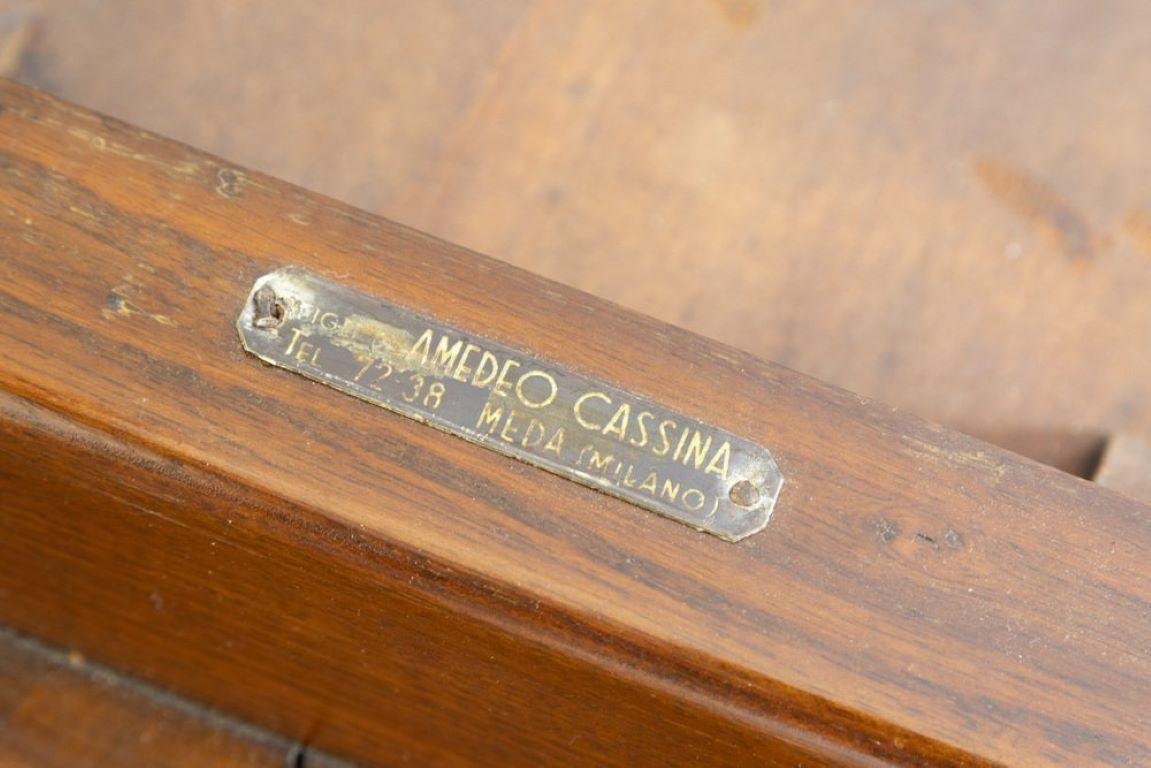 AMEDEO CASSINA
TEL. 72-38 MEDA (MILANO)